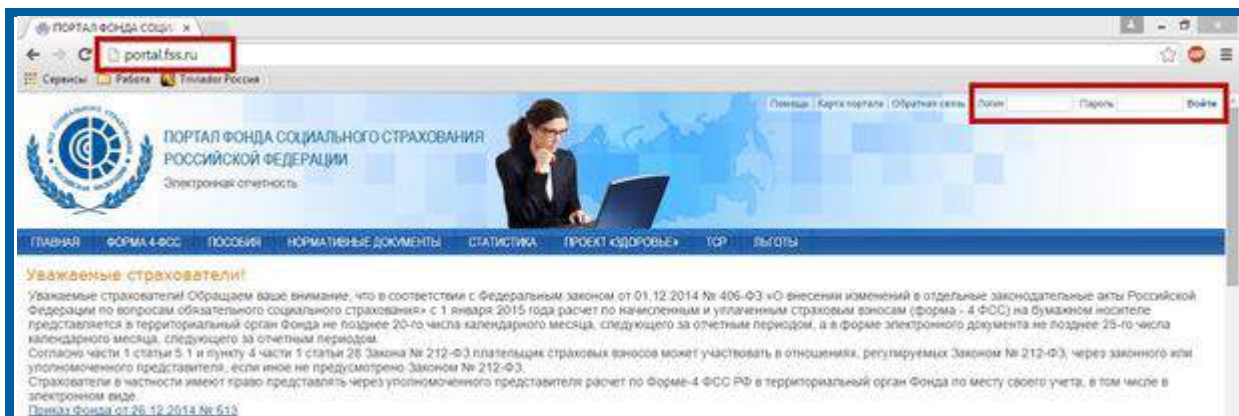 ПОРТАЛ ФОНДА СОЦИ
portal.fss.ru
Сервисы Работа Trivador Россия
Помощь Карта портала Обратная связь Логин Пароль Войти
ПОРТАЛ ФОНДА СОЦИАЛЬНОГО СТРАХОВАНИЯ
РОССИЙСКОЙ ФЕДЕРАЦИИ
Электронная отчетность
ГЛАВНАЯ ФОРМА 4-ФСС ПОСОБИЯ НОРМАТИВНЫЕ ДОКУМЕНТЫ СТАТИСТИКА ПРОЕКТ «ЗДОРОВЬЕ» ТСР ЛЬГОТЫ
Уважаемые страхователи!
Уважаемые страхователи! Обращаем ваше внимание, что в соответствии с Федеральным законом от 01.12.2014 № 406-ФЗ «О внесении изменений в отдельные законодательные акты Российской
Федерации по вопросам обязательного социального страхования» с 1 января 2015 года расчет по начисленным и уплаченным страховым взносам (форма - 4 ФСС) на бумажном носителе
представляется в территориальный орган Фонда не позднее 20-го числа календарного месяца, следующего за отчетным периодом, а в форме электронного документа не позднее 25-го числа
календарного месяца, следующего за отчетным периодом.
Согласно части 1 статьи 5.1 и пункту 4 части 1 статьи 28 Закона № 212-ФЗ плательщик страховых взносов может участвовать в отношениях, регулируемых Законом № 212-ФЗ, через законного или
уполномоченного представителя, если иное не предусмотрено Законом № 212-ФЗ.
Страхователи в частности имеют право представлять через уполномоченного представителя расчет по Форме-4 ФСС РФ в территориальный орган Фонда по месту своего учета, в том числе в
электронном виде.
Приказ Фонда от 26.12.2014 № 613